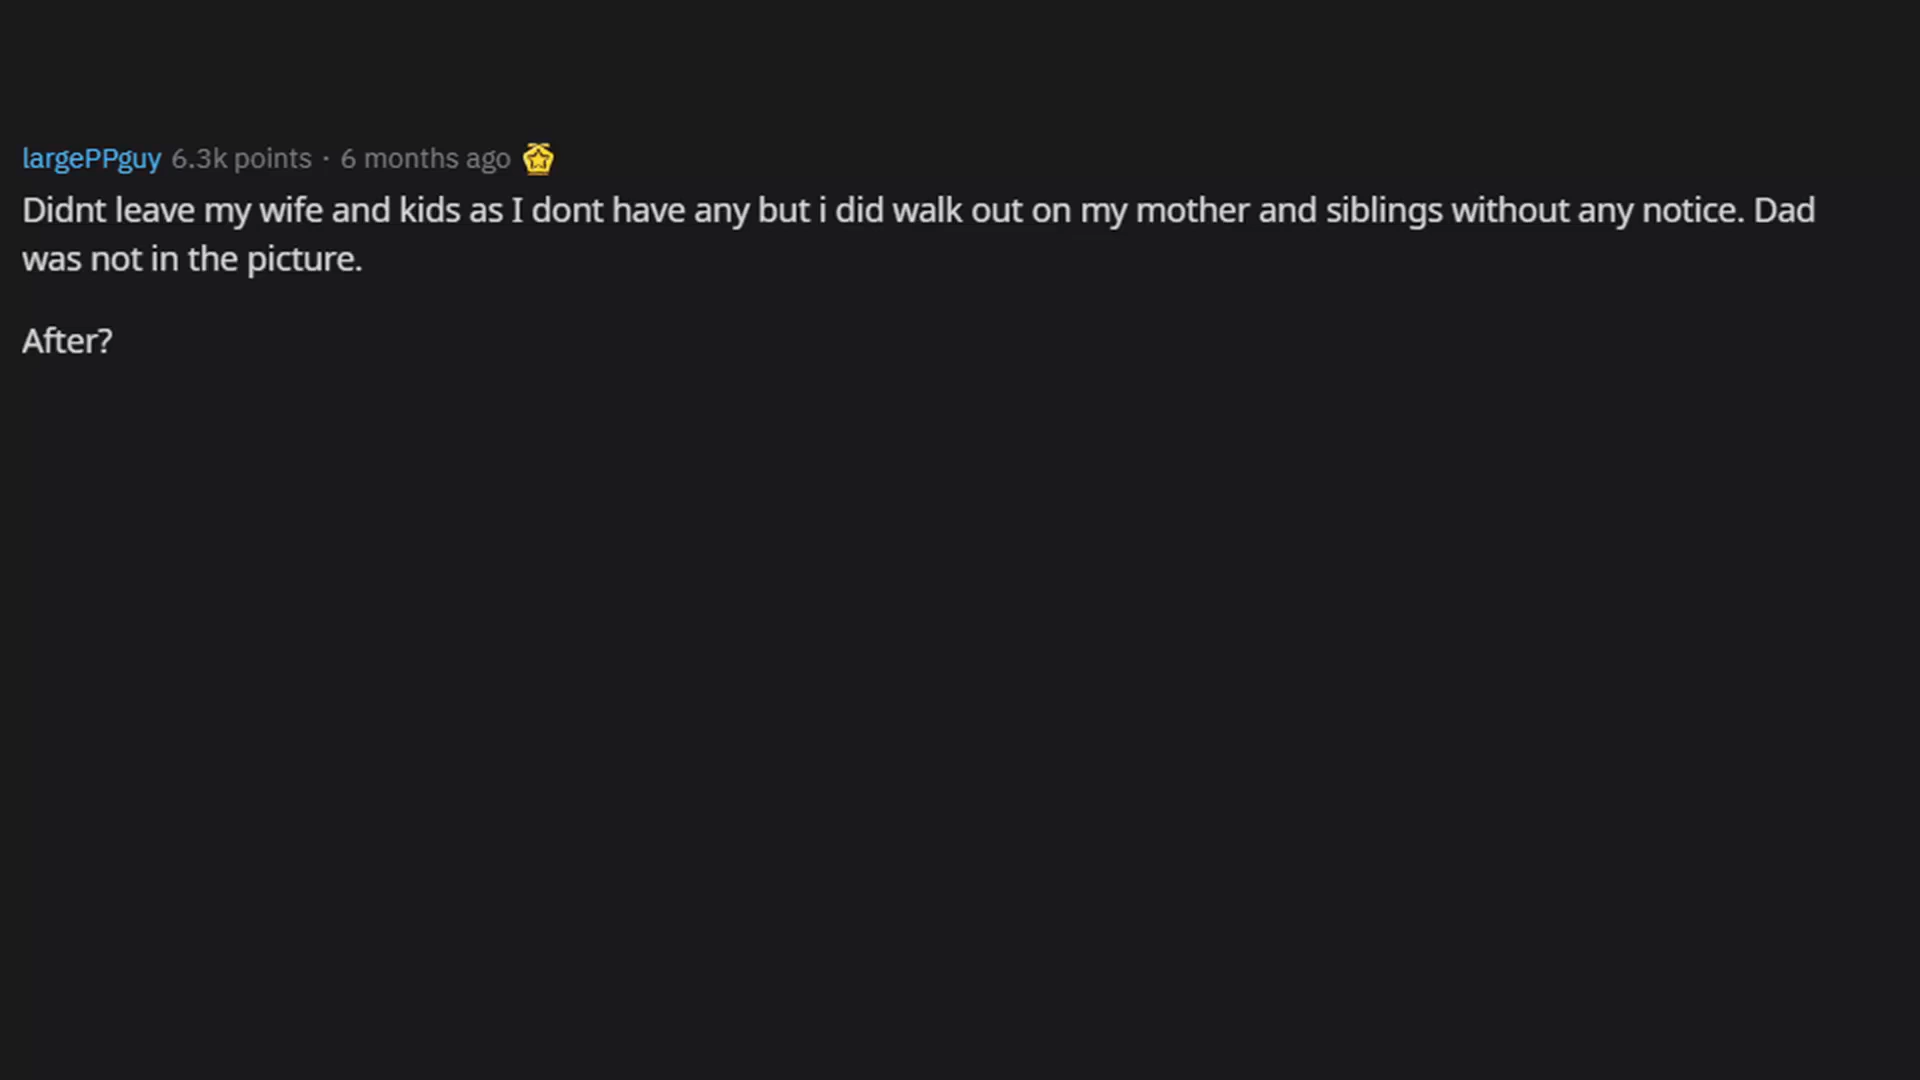 largePPguy 6.3k points · 6 months ago
Didnt leave my wife and kids as I dont have any but i did walk out on my mother and siblings without any notice. Dad
was not in the picture.
After?